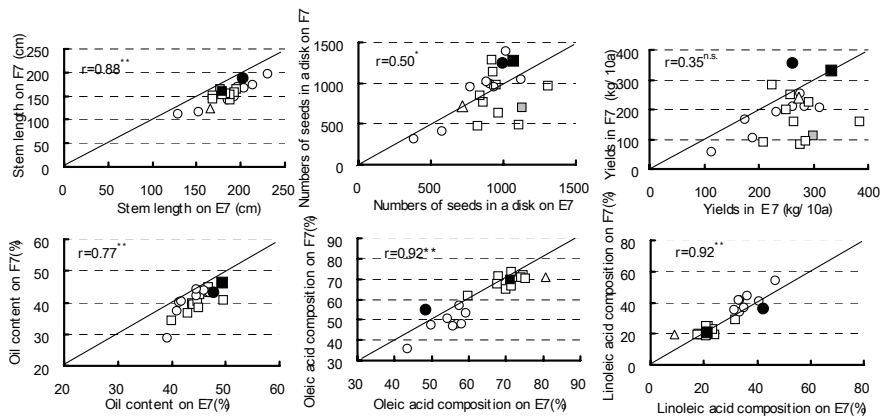 Stem length on F7 (cm)
250
200
150
100
50
0
r=0.88**
0 50 100 150 200 250
Stem length on E7 (cm)
Numbers of seeds in a disk on F7
1500
1000
500
0
r=0.50*
0 500 1000 1500
Numbers of seeds in a disk on E7
Yields in F7 (kg/ 10a)
400
300
200
100
0
r=0.35n.s.
0 100 200 300 400
Yields in E7 (kg/ 10a)
Oil content on F7(%)
60
50
40
30
20
r=0.77**
20 30 40 50 60
Oil content on E7(%)
Oleic acid composition on F7(%)
90
80
70
60
50
40
30
r=0.92**
30 50 70 90
Oleic acid composition on E7(%)
Linoleic acid composition on F7(%)
80
60
40
20
0
r=0.92**
0 20 40 60 80
Linoleic acid composition on E7(%)